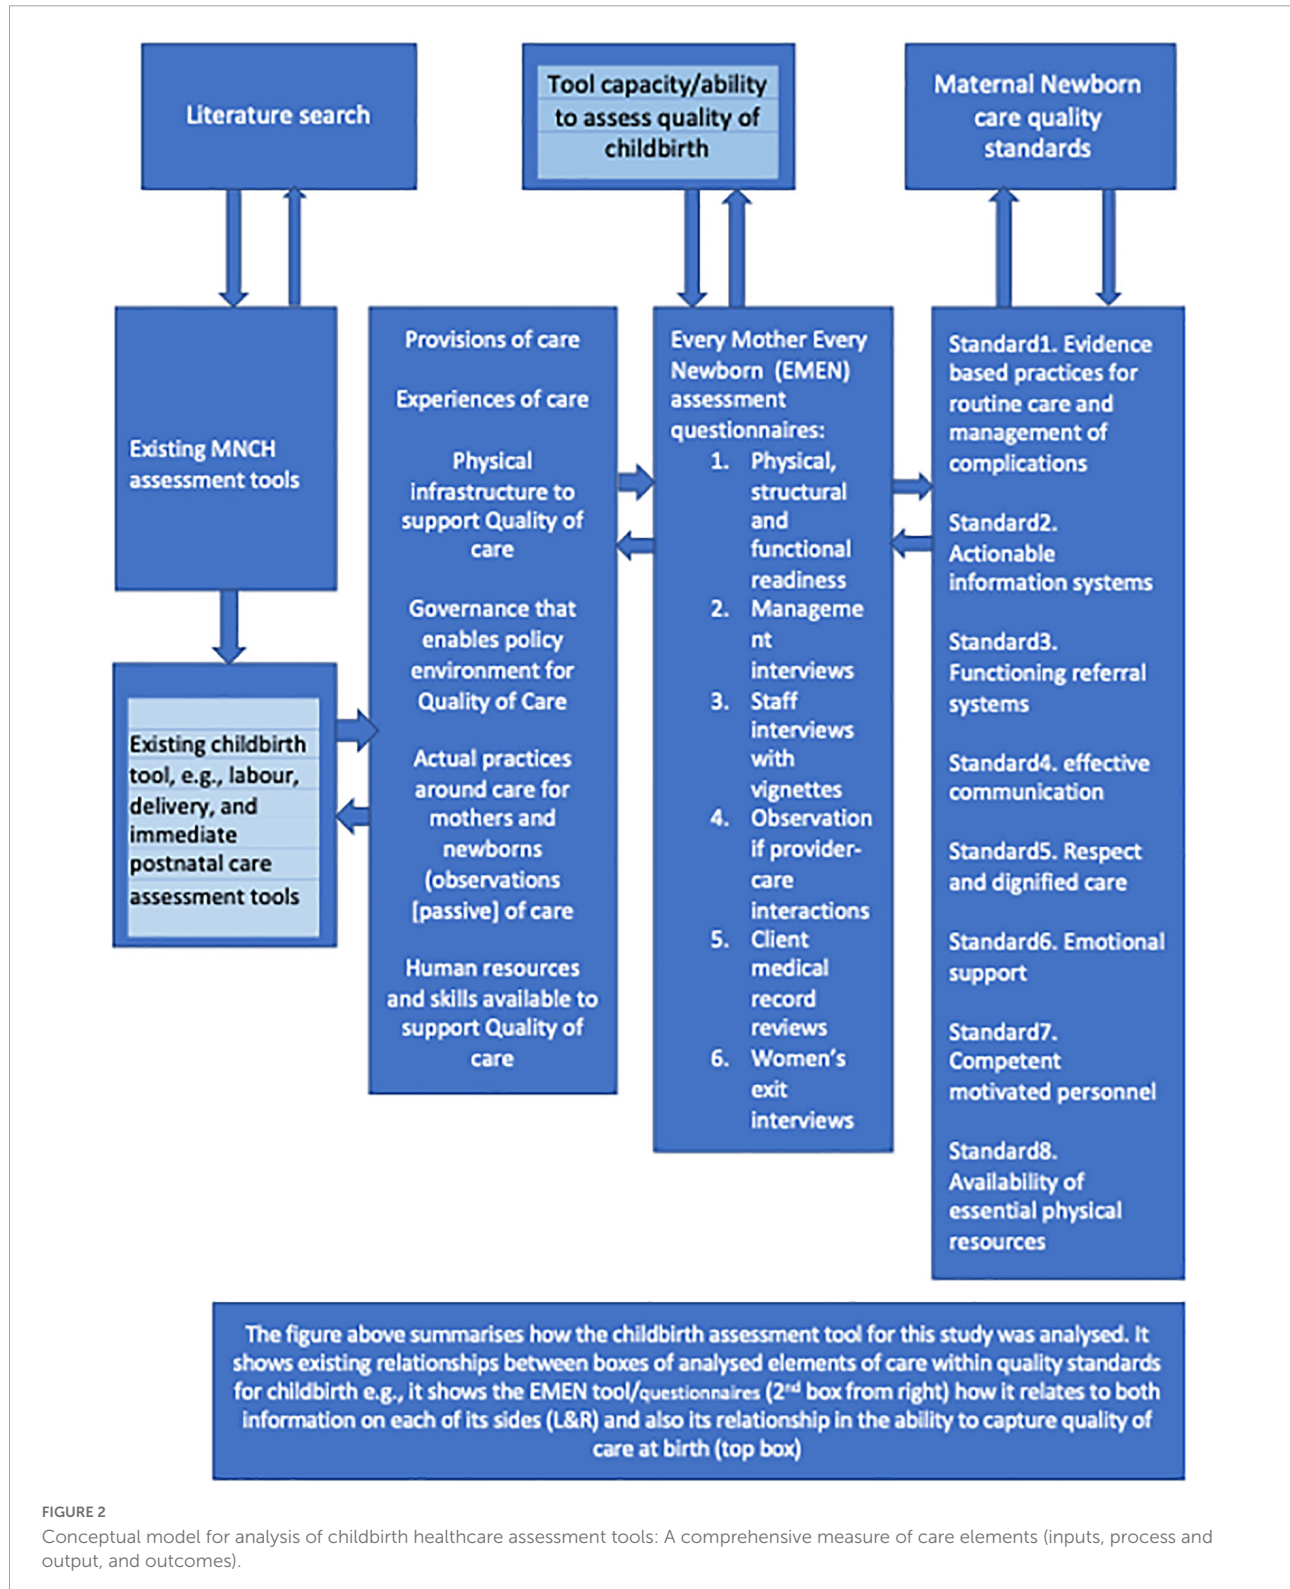 Literature search
Tool capacity/ability
to assess quality of
childbirth
Maternal Newborn
care quality
standards
Existing MNCH
assessment tools
Existing childbirth
tool, e.g., labour,
delivery, and
immediate
postnatal care
assessment tools
Provisions of care
Experiences of care
Physical
infrastructure to
support Quality of
care
Governance that
enables policy
environment for
Quality of Care
Actual practices
around care for
mothers and
newborns
(observations
[passive] of care
Human resources
and skills available to
support Quality of
care
Every Mother Every
Newborn (EMEN)
assessment
questionnaires:
1. Physical,
structural
and
functional
readiness
2. Manageme
nt
interviews
3. Staff
interviews
with
vignettes
4. Observation
if provider-
care
interactions
5. Client
medical
record
reviews
6. Women's
exit
interviews
Standard1. Evidence
based practices for
routine care and
management of
complications
Standard2.
Actionable
information systems
Standard3.
Functioning referral
systems
Standard4. effective
communication
Standard5. Respect
and dignified care
Standard6. Emotional
support
Standard7.
Competent
motivated personnel
Standard8.
Availability of
essential physical
resources
The figure above summarises how the childbirth assessment tool for this study was analysed. It
shows existing relationships between boxes of analysed elements of care within quality standards
for childbirth e.g., it shows the EMEN tool/questionnaires (2nd box from right) how it relates to both
information on each of its sides (L&R) and also its relationship in the ability to capture quality of
care at birth (top box)
FIGURE 2
Conceptual model for analysis of childbirth healthcare assessment tools: A comprehensive measure of care elements (inputs, process and
output, and outcomes).